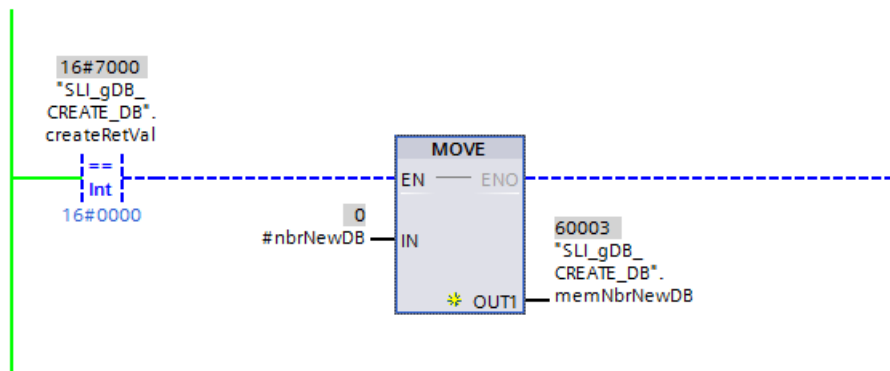 16#7000
"SLI_gDB_
CREATE_DB".
createRetVal
==
Int
16#0000
MOVE
EN
ENO
0
#nbrNewDB
IN
OUT1
60003
"SLI_gDB_
CREATE_DB".
memNbrNewDB